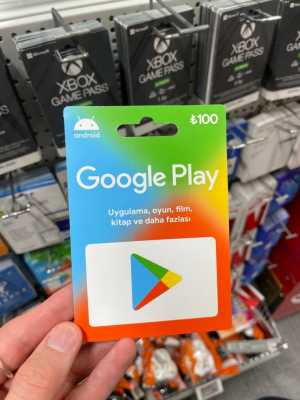 Microsoft
XBOX
GAME PASS
XBOX
GAME PASS
XBOX
GAME PASS
android
₺100
Google Play
Uygulama, oyun, film,
kitap ve daha fazlası